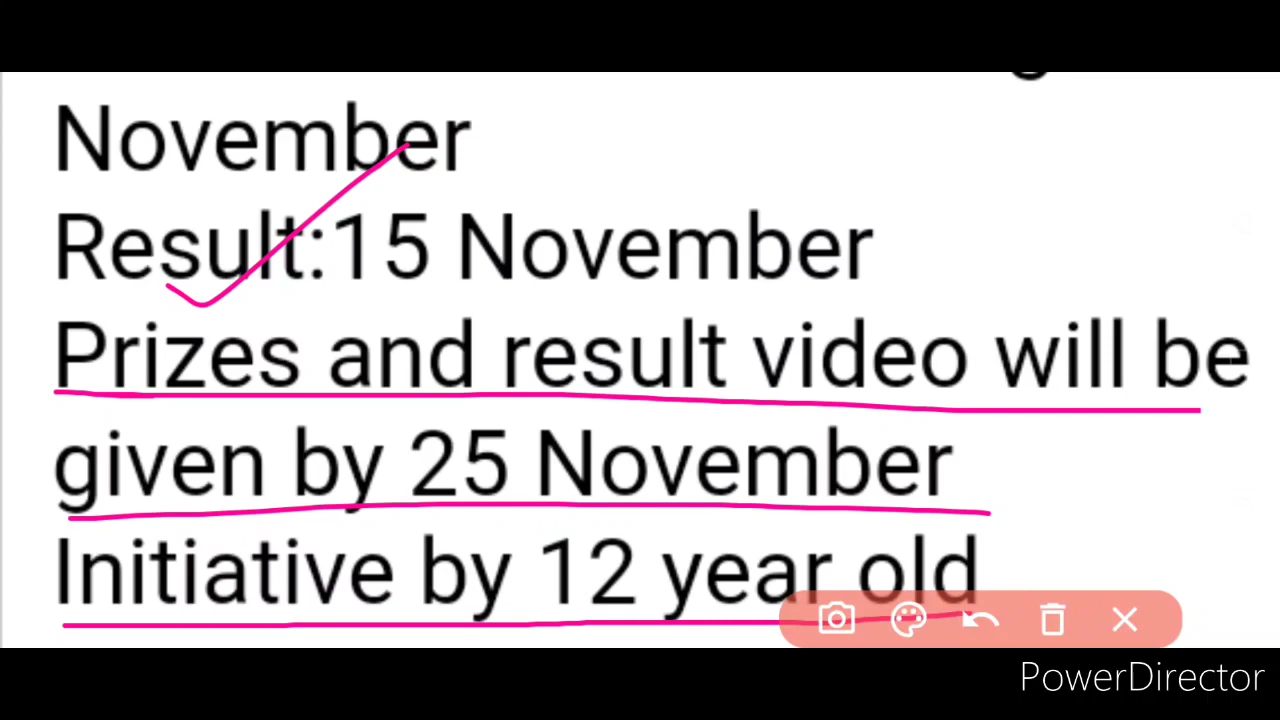 November
Result:15 November
Prizes and result video will be
given by 25 November
Initiative by 12 year old
PowerDirector